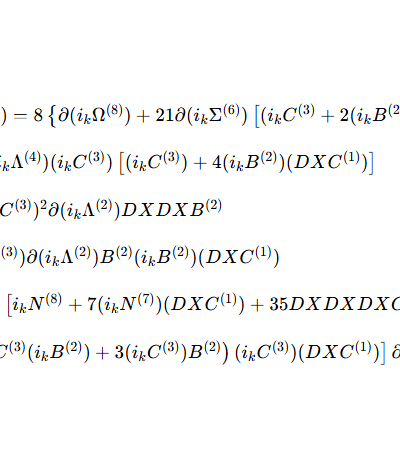 ) = 8 {∂(i_kΩ^(8)) + 21∂(i_kΣ^(6)) [(i_kC^(3) + 2(i_kB^(2
_kΛ^(4))(i_kC^(3)) [(i_kC^(3)) + 4(i_kB^(2))(DXC^(1))]
C^(3))^2∂(i_kΛ^(2))DXDXB^(2)
^(3))∂(i_kΛ^(2))B^(2)(i_kB^(2))(DXC^(1))
[i_kN^(8) + 7(i_kN^(7))(DXC^(1)) + 35DXDXDXC
C^(3)(i_kB^(2)) + 3(i_kC^(3))B^(2)) (i_kC^(3))(DXC^(1))] ∂